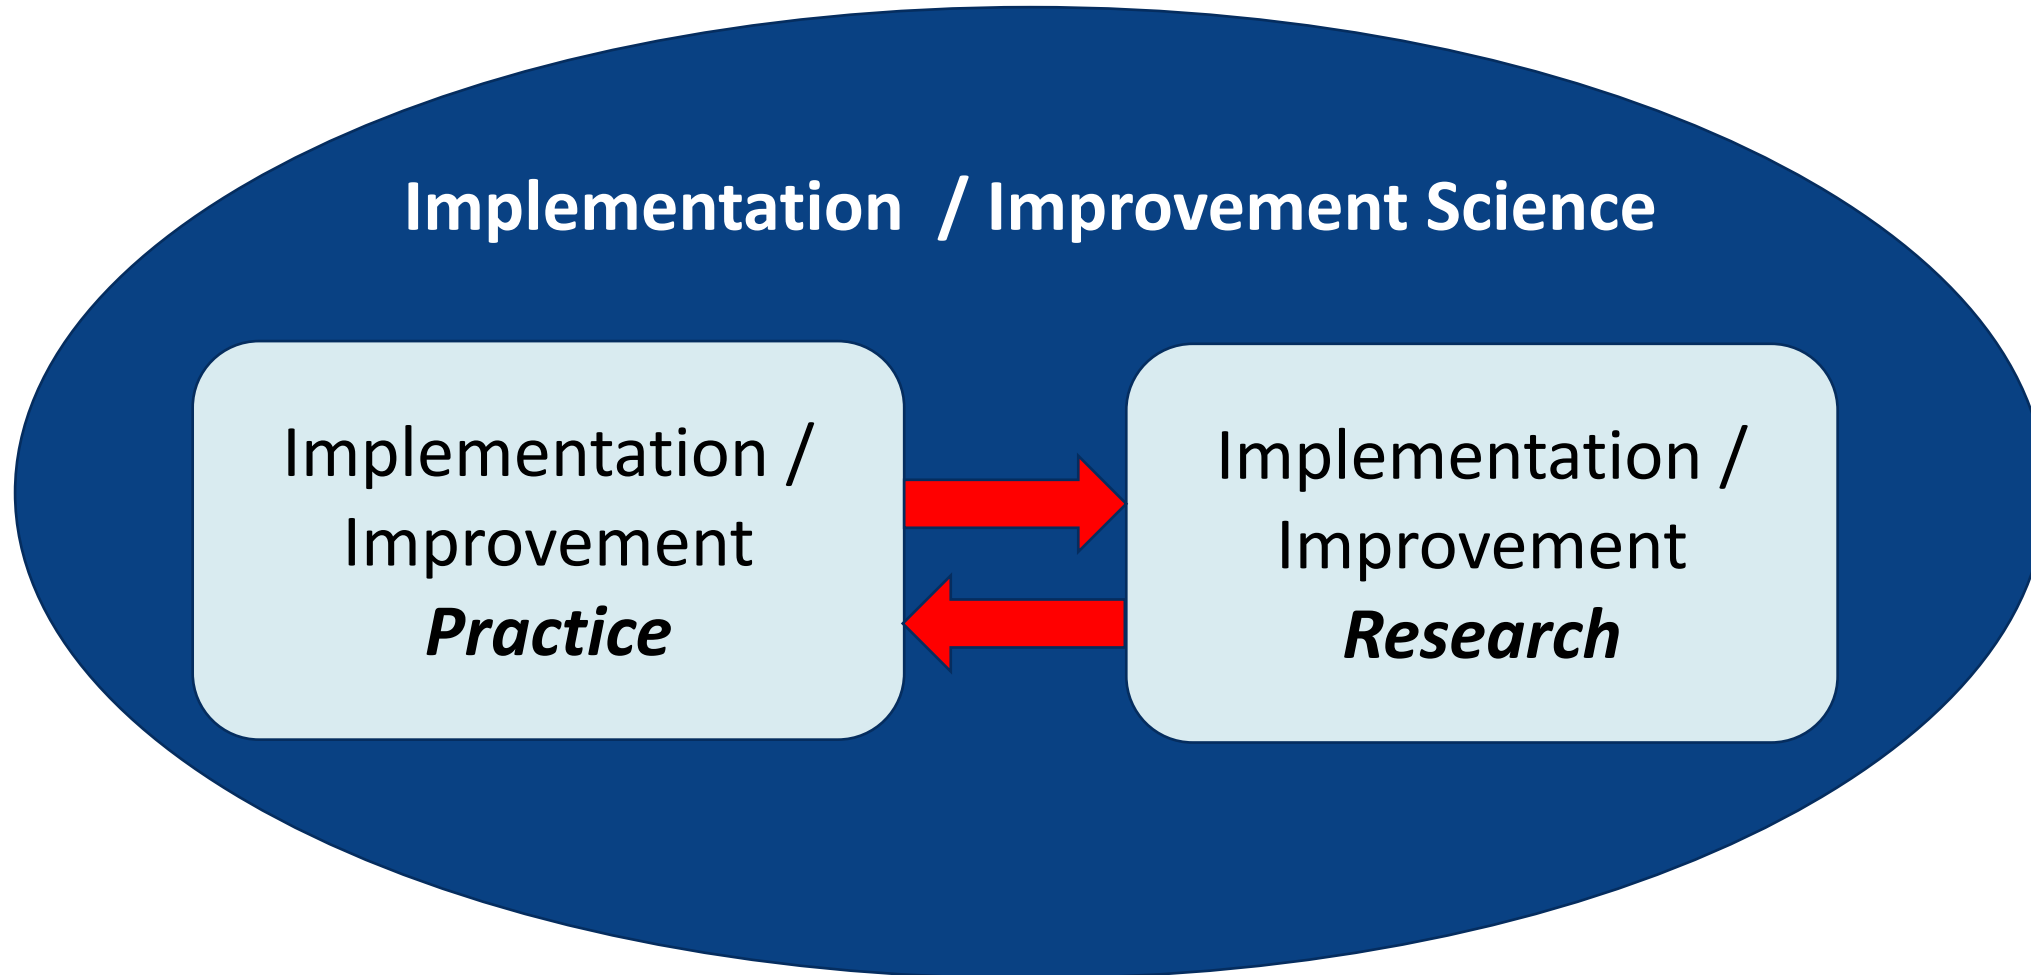 Implementation / Improvement Science
Implementation /
Improvement
Practice
Implementation /
Improvement
Research